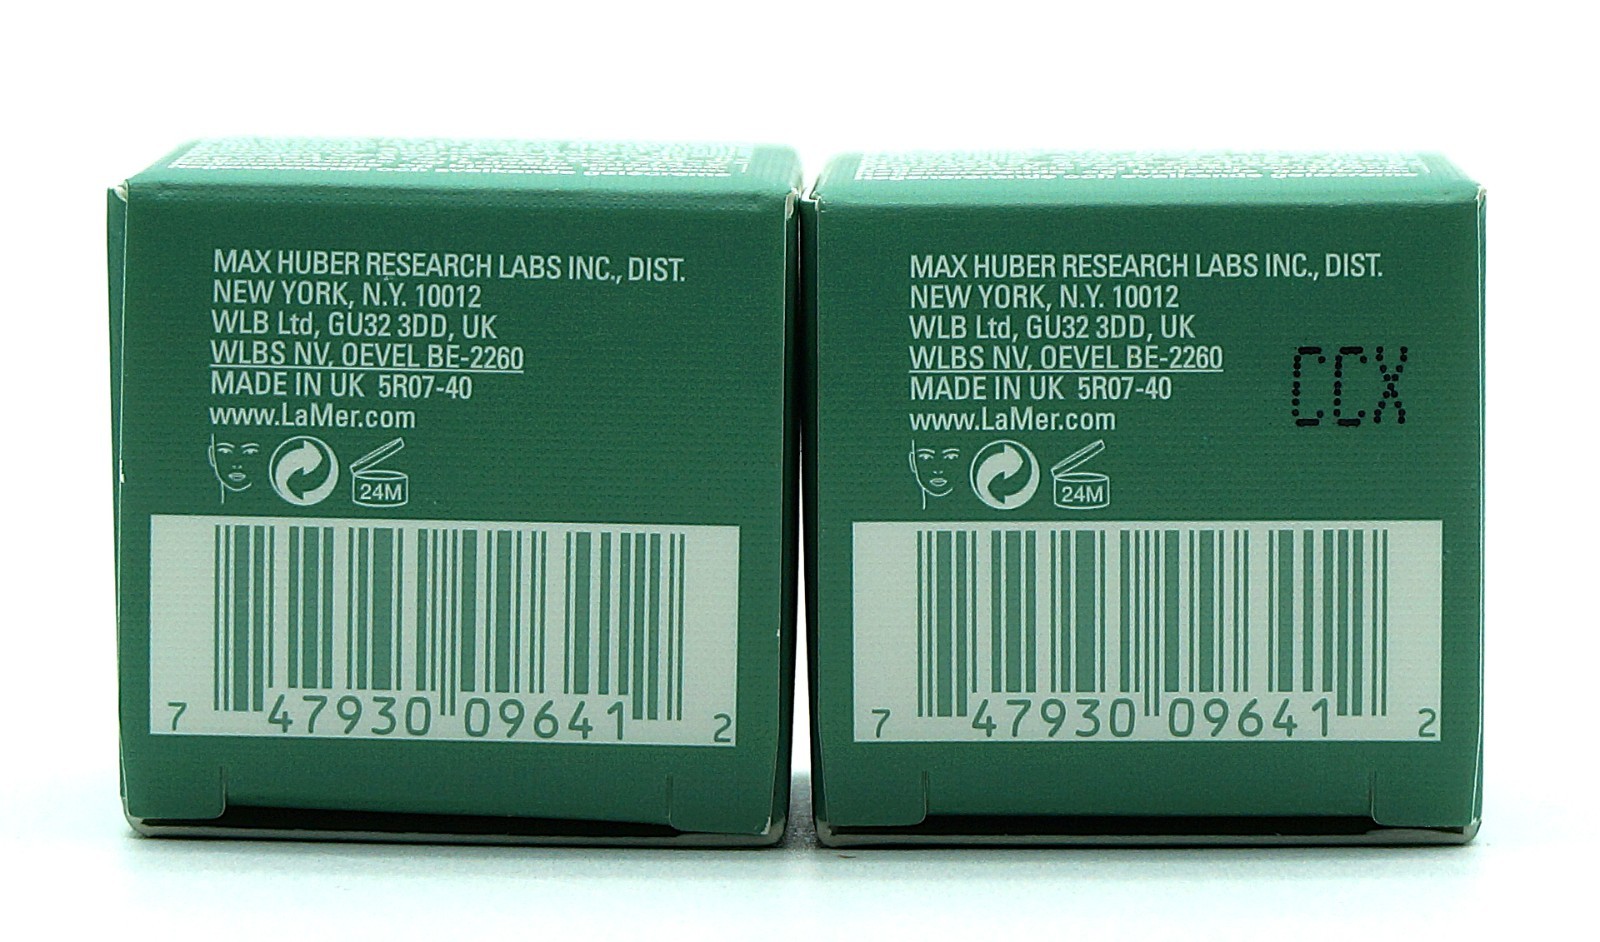 MAX HUBER RESEARCH LABS INC., DIST.
NEW YORK, N.Y. 10012
WLB Ltd, GU32 3DD, UK
WLBS NV, OEVEL BE-2260
MADE IN UK 5R07-40
www.LaMer.com
24M
7 47930 09641 2
MAX HUBER RESEARCH LABS INC., DIST.
NEW YORK, N.Y. 10012
WLB Ltd, GU32 3DD, UK
WLBS NV, OEVEL BE-2260
MADE IN UK 5R07-40
www.LaMer.com
CCX
24M
7 47930 09641 2